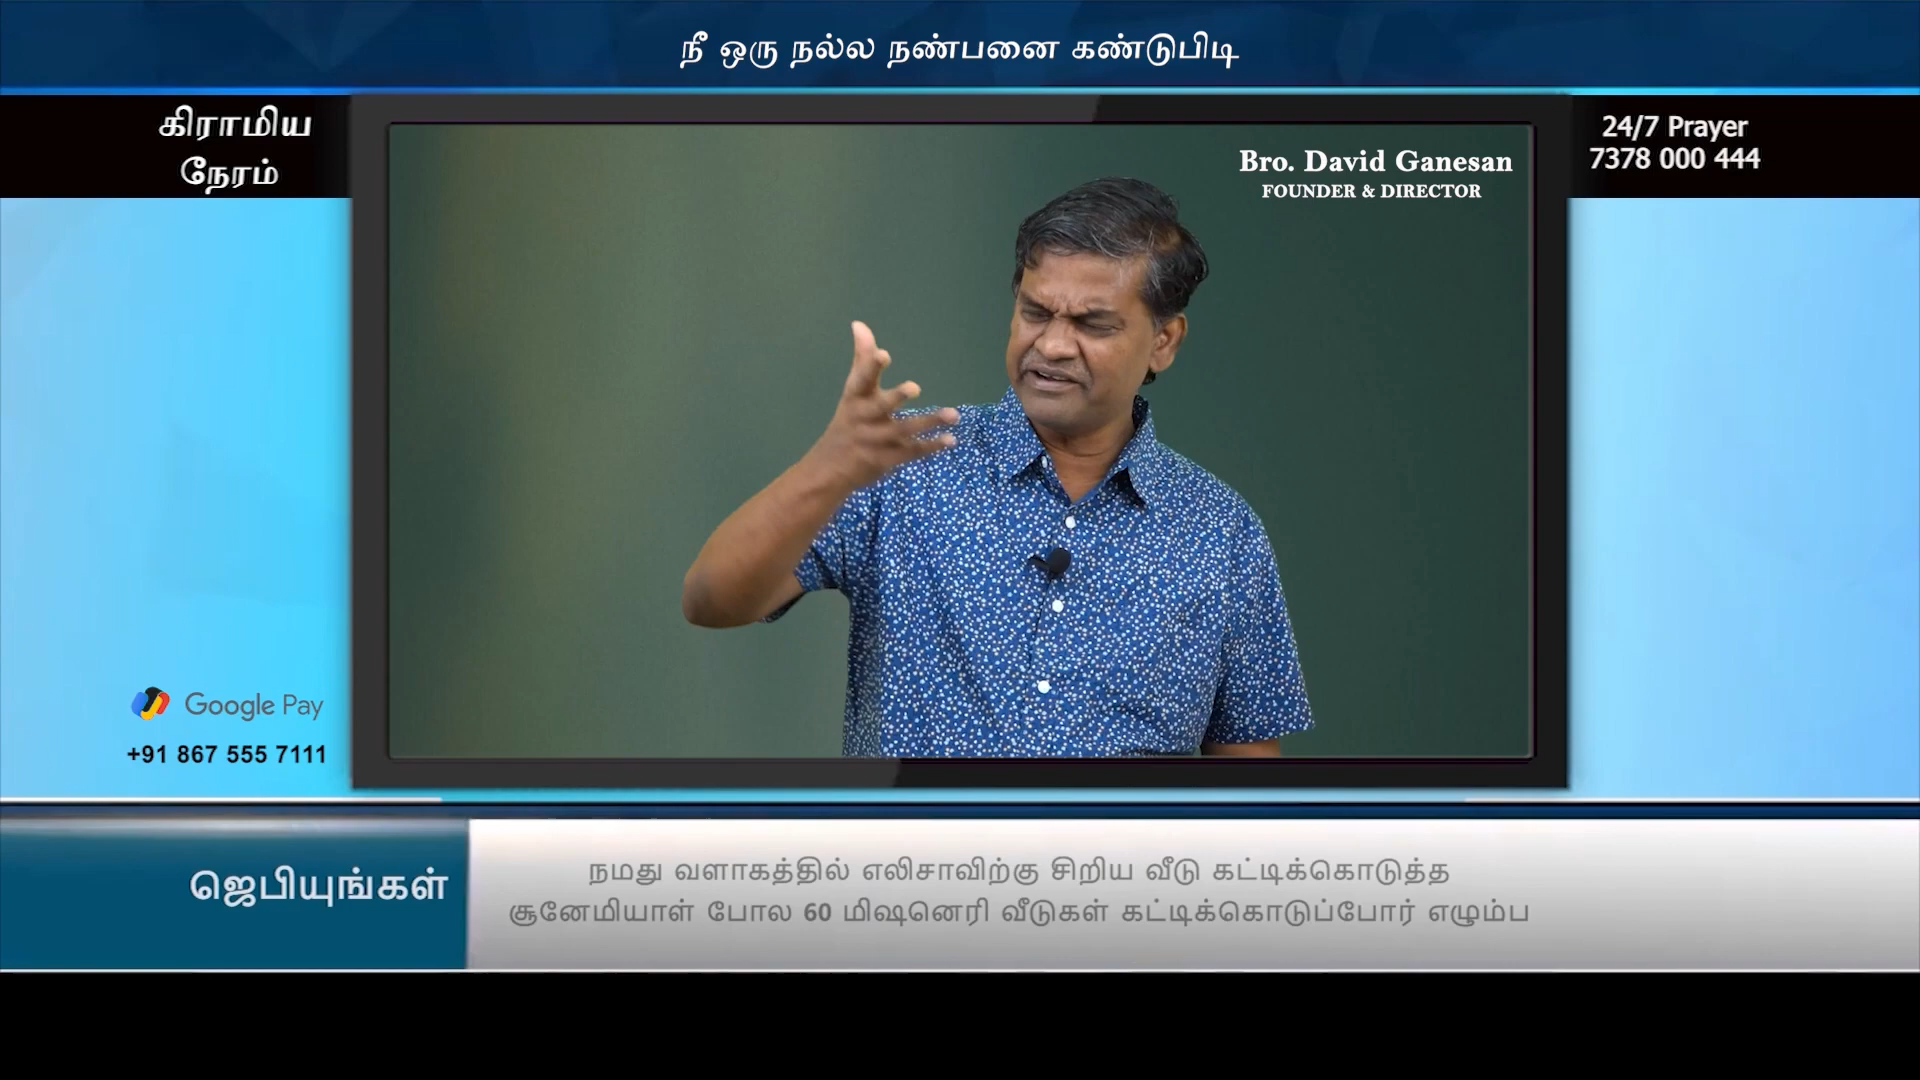 நீ ஒரு நல்ல நண்பனை கண்டுபிடி
கிராமிய
நேரம்
24/7 Prayer
7378 000 444
Bro. David Ganesan
FOUNDER & DIRECTOR
Google Pay
+91 867 555 7111
ஜெபியுங்கள்
நமது வளாகத்தில் எலிசாவிற்கு சிறிய வீடு கட்டிக்கொடுத்த
சூனேமியாள் போல 60 மிஷனெரி வீடுகள் கட்டிக்கொடுப்போர் எழும்ப